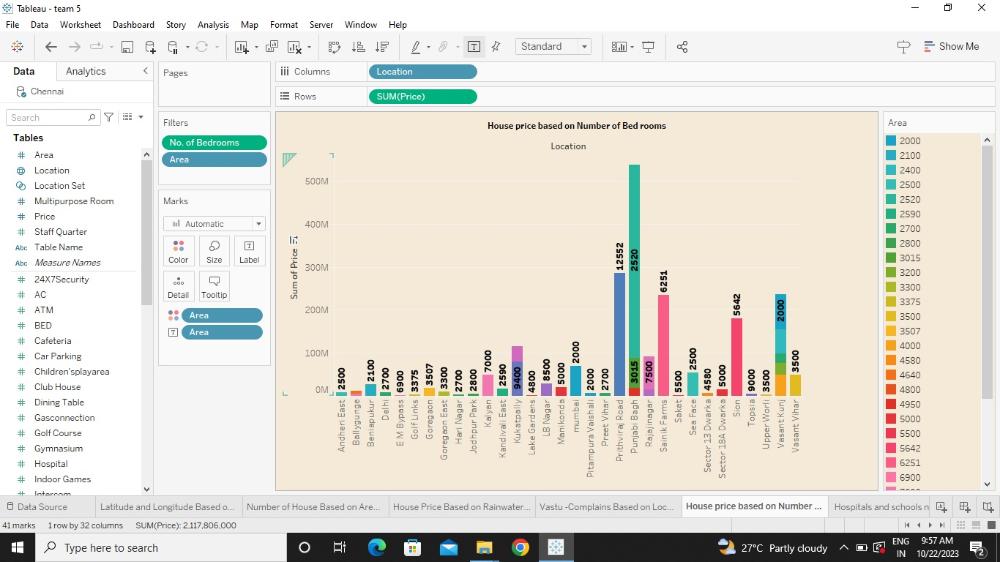 Tableau - team 5
File Data Worksheet Dashboard Story Analysis Map Format Server Window Help
Standard
Show Me
Data Analytics
Chennai
Search
Tables
Area
Location
Location Set
Multipurpose Room
Price
Staff Quarter
Abc Table Name
Abc Measure Names
24X7Security
AC
ATM
BED
Cafeteria
Car Parking
Children'splayarea
Club House
Dining Table
Gasconnection
Golf Course
Gymnasium
Hospital
Indoor Games
Intercom
Pages
Filters
No. of Bedrooms
Area
Marks
Automatic
Color Size Label
Detail Tooltip
Area
Area
Columns Location
Rows SUM(Price)
House price based on Number of Bed rooms
Location
Sum of Price
500M
400M
300M
200M
100M
0M
2500
2100
2700
6900
3375
3507
3300
2700
2800
7000
2590
9400
4800
8500
5000
2000
2000
2700
12552
2520
3015
7500
6251
5500
2500
4580
5000
5642
9000
3500
2000
3500
Andheri East
Ballygunge
Beniapukur
Delhi
E M Bypass
Golf Links
Goregaon
Goregaon East
Hari Nagar
Jodhpur Park
Kalyan
Kandivali East
Kukatpally
Lake Gardens
LB Nagar
Manikonda
mumbai
Pitampura Vaishali
Preet Vihar
Prithviraj Road
Punjabi Bagh
Rajajinagar
Sainik Farms
Saket
Sea Face
Sector 13 Dwarka
Sector 18A Dwarka
Sion
Topsia
Upper Worli
Vasant Kunj
Vasant Vihar
Area
2000
2100
2400
2500
2520
2590
2700
2800
3015
3200
3300
3375
3500
3507
4000
4580
4640
4800
4950
5000
5500
5642
6251
6900
Data Source Latitude and Longitude Based o... Number of House Based on Are... House Price Based on Rainwater... Vastu -Complains Based on Loc... House price based on Number ... Hospitals and schools n
41 marks 1 row by 32 columns SUM(Price): 2,117,806,000
Type here to search
27°C Partly cloudy
ENG
IN
9:57 AM
10/22/2023
2